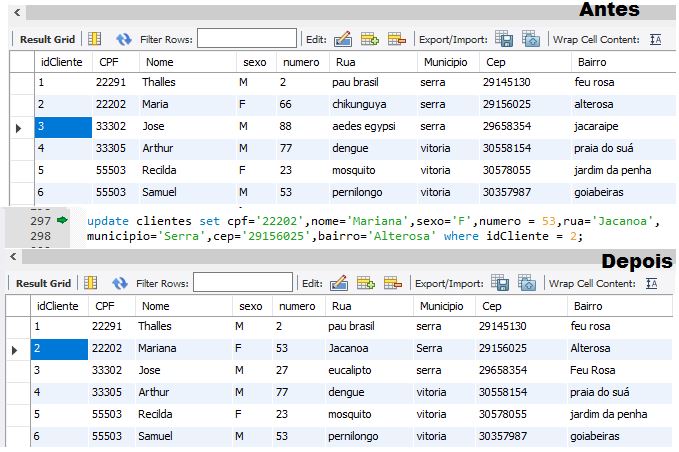 Antes
Result Grid Filter Rows: Edit: Export/Import: Wrap Cell Content:
idCliente CPF Nome sexo numero Rua Municipio Cep Bairro
1 22291 Thalles M 2 pau brasil serra 29145130 feu rosa
2 22202 Maria F 66 chikungunya serra 29156025 alterosa
3 33302 Jose M 88 aedes egypsi serra 29658354 jacaraipe
4 33305 Arthur M 77 dengue vitoria 30558154 praia do suá
5 55503 Recilda F 23 mosquito vitoria 30578055 jardim da penha
6 55503 Samuel M 53 pernilongo vitoria 30357987 goiabeiras
297 update clientes set cpf='22202',nome='Mariana',sexo='F',numero = 53,rua='Jacanoa',
298 municipio='Serra',cep='29156025',bairro='Alterosa' where idCliente = 2;
Depois
Result Grid Filter Rows: Edit: Export/Import: Wrap Cell Content:
idCliente CPF Nome sexo numero Rua Municipio Cep Bairro
1 22291 Thalles M 2 pau brasil serra 29145130 feu rosa
2 22202 Mariana F 53 Jacanoa Serra 29156025 Alterosa
3 33302 Jose M 27 eucalipto serra 29658354 Feu Rosa
4 33305 Arthur M 77 dengue vitoria 30558154 praia do suá
5 55503 Recilda F 23 mosquito vitoria 30578055 jardim da penha
6 55503 Samuel M 53 pernilongo vitoria 30357987 goiabeiras